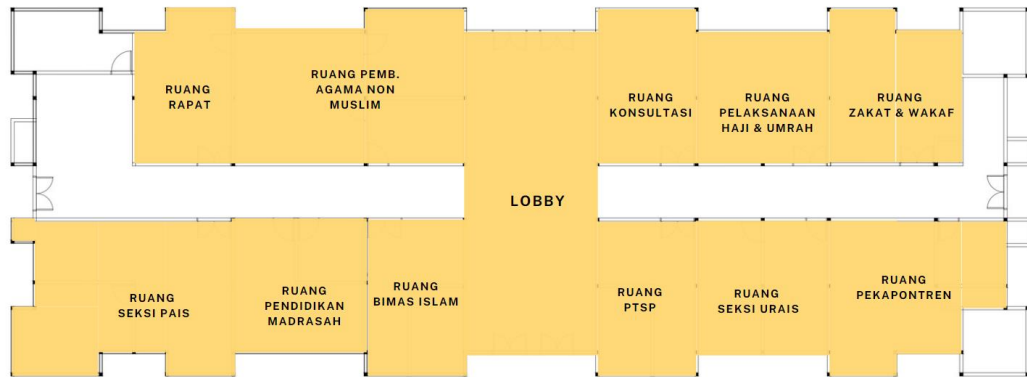 RUANG
RAPAT
RUANG PEMB.
AGAMA NON
MUSLIM
RUANG
KONSULTASI
RUANG
PELAKSANAAN
HAJI & UMRAH
RUANG
ZAKAT & WAKAF
LOBBY
RUANG
SEKSI PAIS
RUANG
PENDIDIKAN
MADRASAH
RUANG
BIMAS ISLAM
RUANG
PTSP
RUANG
SEKSI URAIS
RUANG
PEKAPONTREN